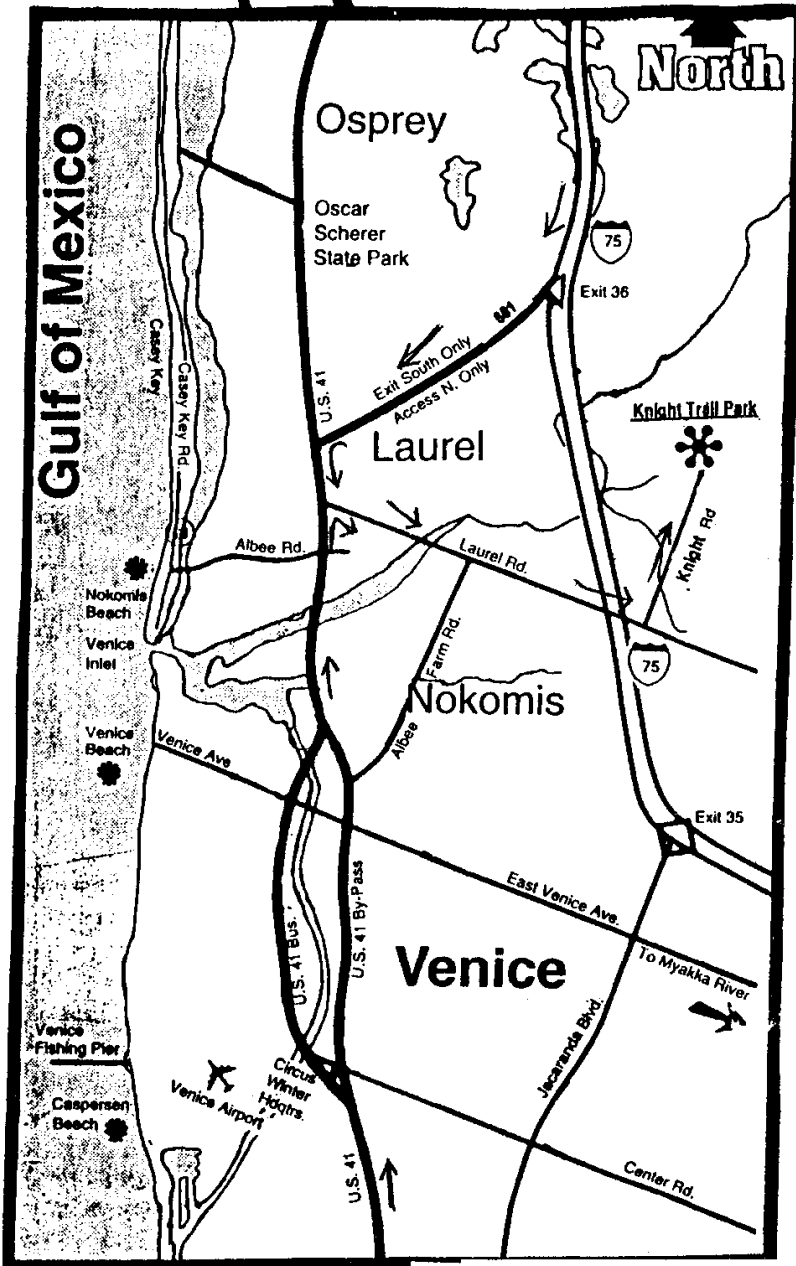 North
Gulf of Mexico
Osprey
Oscar
Scherer
State Park
75
Exit 36
681
Exit South Only
Access N. Only
U.S. 41
Casey Key
Casey Key Rd.
Laurel
Knight Trail Park
Knight Rd
Albee Rd.
Laurel Rd.
Nokomis
Beach
Venice
Inlet
75
Albee Farm Rd.
Nokomis
Venice
Beach
Venice Ave
Exit 35
East Venice Ave.
To Myakka River
U.S. 41 Bus.
U.S. 41 By-Pass
Venice
Jacaranda Blvd.
Venice
Fishing Pier
Circus
Winter
Hdqtrs.
Venice Airport
Caspersen
Beach
U.S. 41
Center Rd.